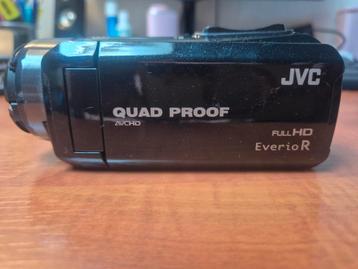 JVC
QUAD PROOF
AVCHD
FULL HD
Everio R